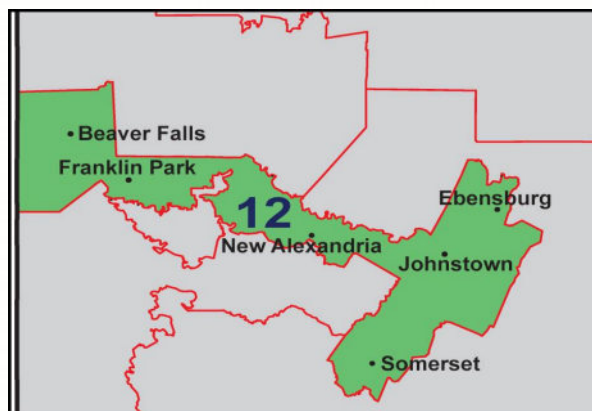 Beaver Falls
Franklin Park
12
Ebensburg
New Alexandria
Johnstown
Somerset